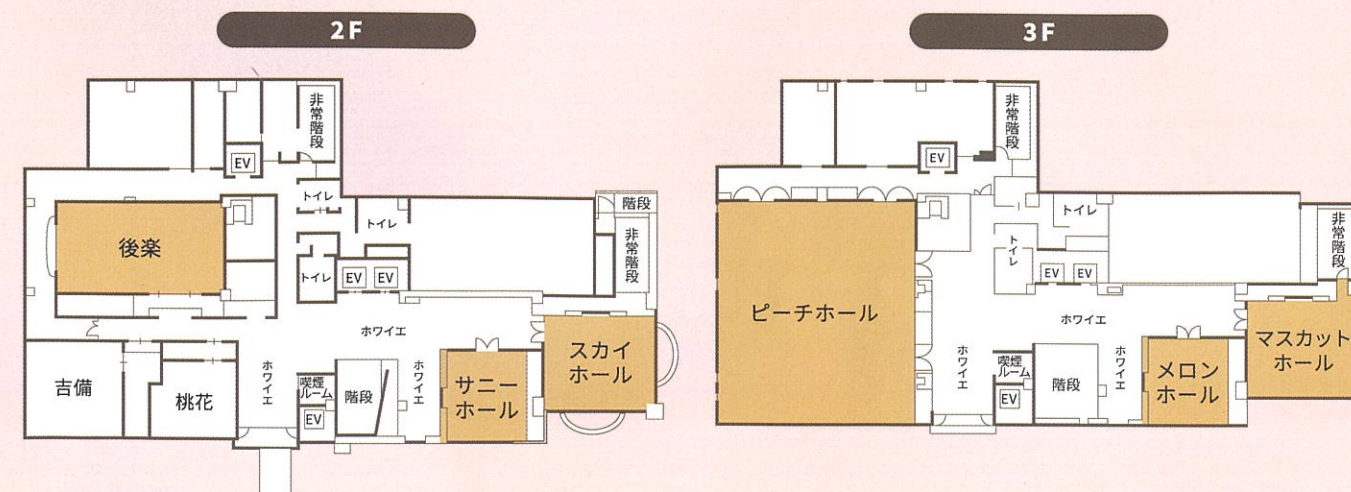 2F
非常階段
EV
トイレ
トイレ
階段
後楽
非常階段
トイレ
EV
EV
ホワイエ
スカイ
ホール
吉備
桃花
ホワイエ
喫煙
ルーム
EV
階段
ホワイエ
サニー
ホール
3F
非常階段
EV
トイレ
非常階段
トイレ
EV
EV
ピーチホール
ホワイエ
マスカット
ホール
ホワイエ
喫煙
ルーム
EV
階段
ホワイエ
メロン
ホール